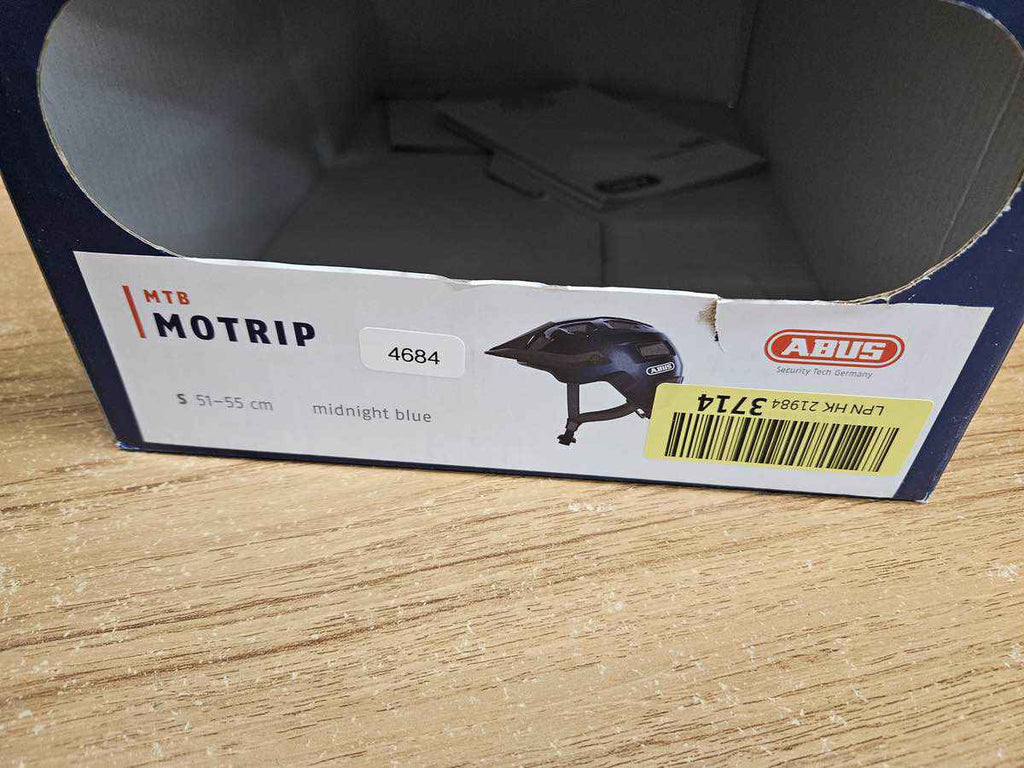 MTB
MOTRIP
4684
S 51–55 cm
midnight blue
ABUS
ABUS
Security Tech Germany
LPN HK 21984 3714